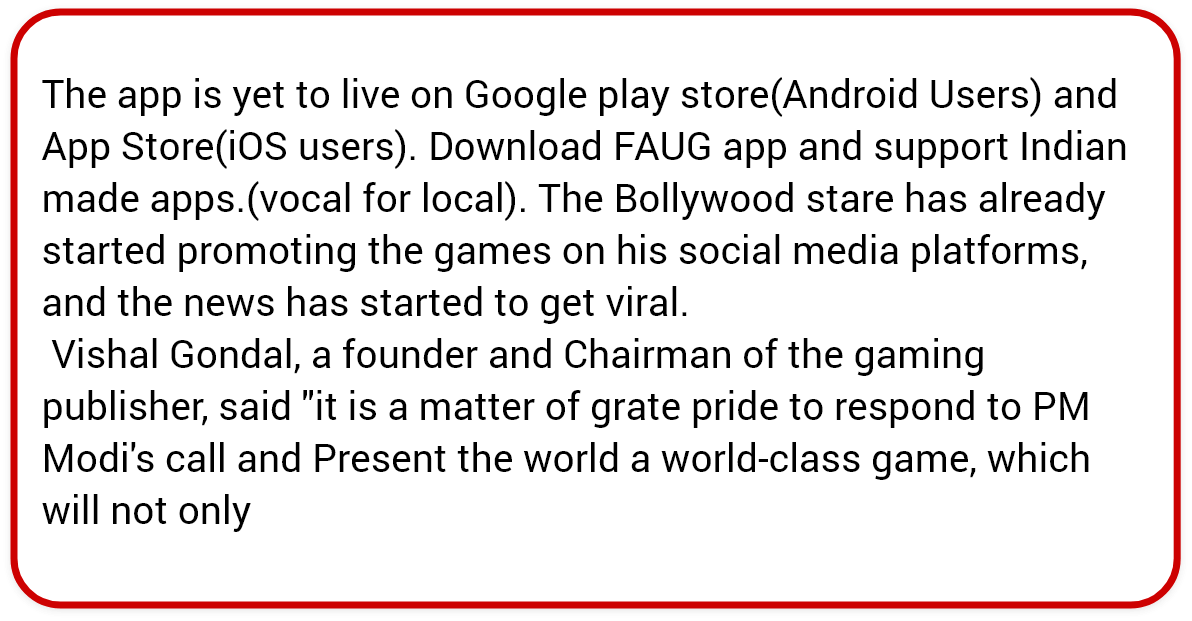 The app is yet to live on Google play store(Android Users) and
App Store(iOS users). Download FAUG app and support Indian
made apps.(vocal for local). The Bollywood stare has already
started promoting the games on his social media platforms,
and the news has started to get viral.
Vishal Gondal, a founder and Chairman of the gaming
publisher, said "it is a matter of grate pride to respond to PM
Modi's call and Present the world a world-class game, which
will not only